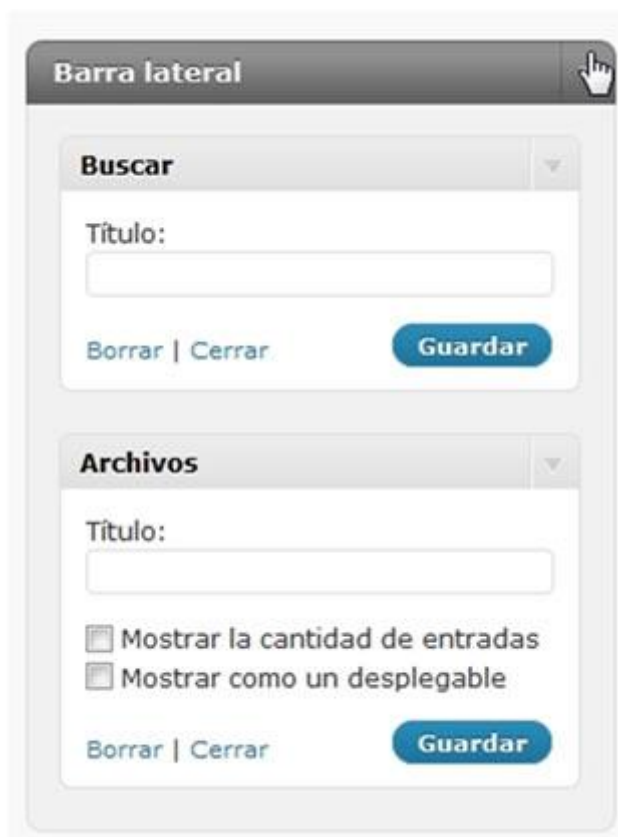 Barra lateral
Buscar
Título:
Borrar | Cerrar Guardar
Archivos
Título:
Mostrar la cantidad de entradas
Mostrar como un desplegable
Borrar | Cerrar Guardar